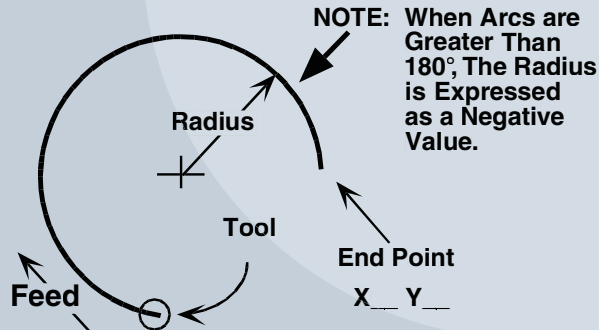 NOTE: When Arcs are
Greater Than
180°, The Radius
is Expressed
as a Negative
Value.
Radius
Tool
End Point
X__ Y__
Feed